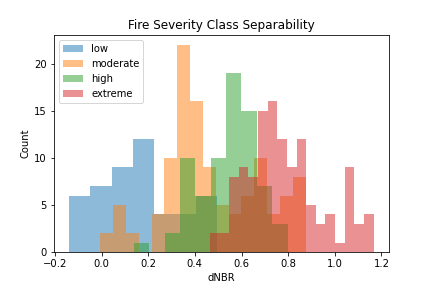 Fire Severity Class Separability
low
moderate
high
extreme
Count
20
15
10
5
0
-0.2 0.0 0.2 0.4 0.6 0.8 1.0 1.2
dNBR